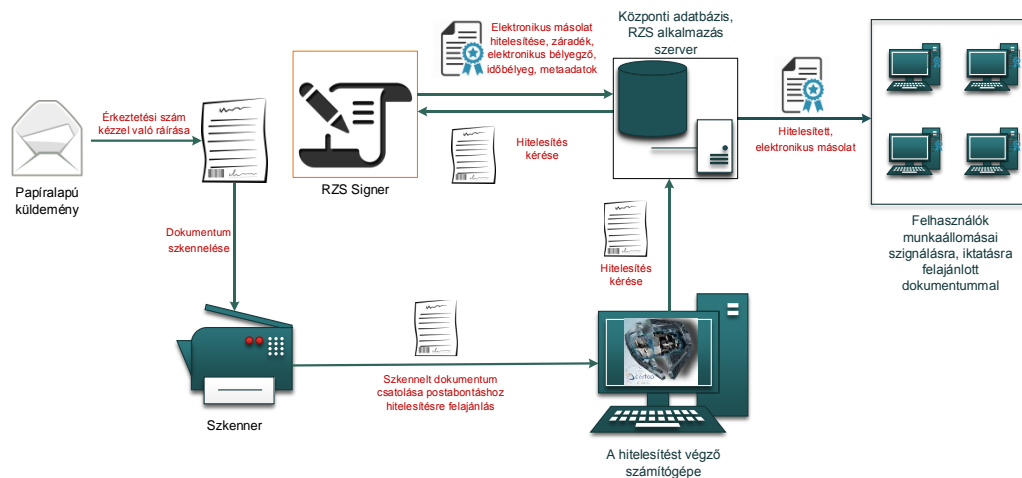 Papíralapú
küldemény
Érkeztetési szám
kézzel való ráírása
RZS Signer
Elektronikus másolat
hitelesítése, záradék,
elektronikus bélyegző,
időbélyeg, metaadatok
Hitelesítés
kérése
Központi adatbázis,
RZS alkalmazás
szerver
Hitelesített,
elektronikus másolat
Felhasználók
munkaállomásai
szignálásra, iktatásra
felajánlott
dokumentummal
Dokumentum
szkennelése
Hitelesítés
kérése
Szkenner
Szkennelt dokumentum
csatolása postabontáshoz
hitelesítésre felajánlás
A hitelesítést végző
számítógépe